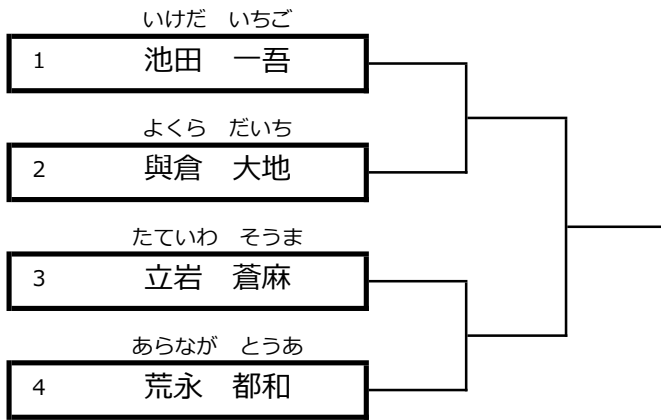 いけだ　いちご
1　池田　一吾
よくら　だいち
2　與倉　大地
たていわ　そうま
3　立岩　蒼麻
あらなが　とうあ
4　荒永　都和